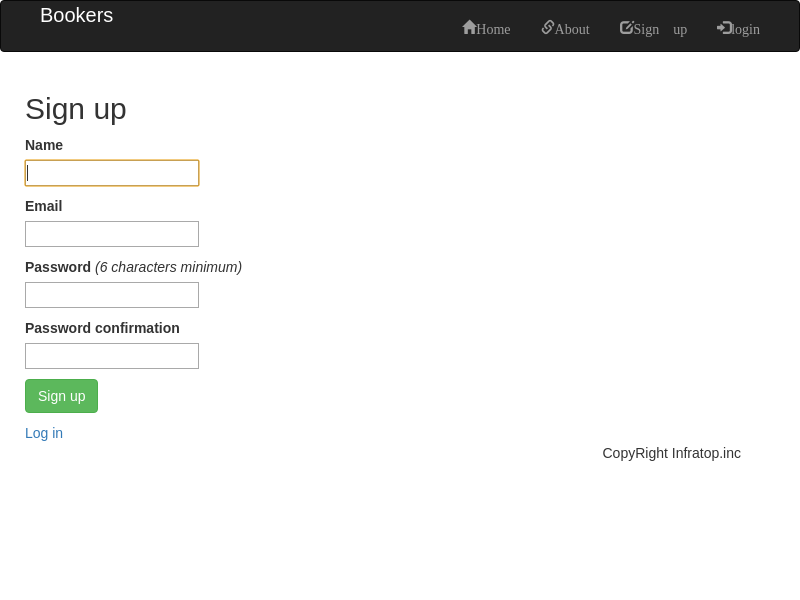 Bookers
Home About Sign up login
Sign up
Name
Email
Password (6 characters minimum)
Password confirmation
Sign up
Log in
CopyRight Infratop.inc